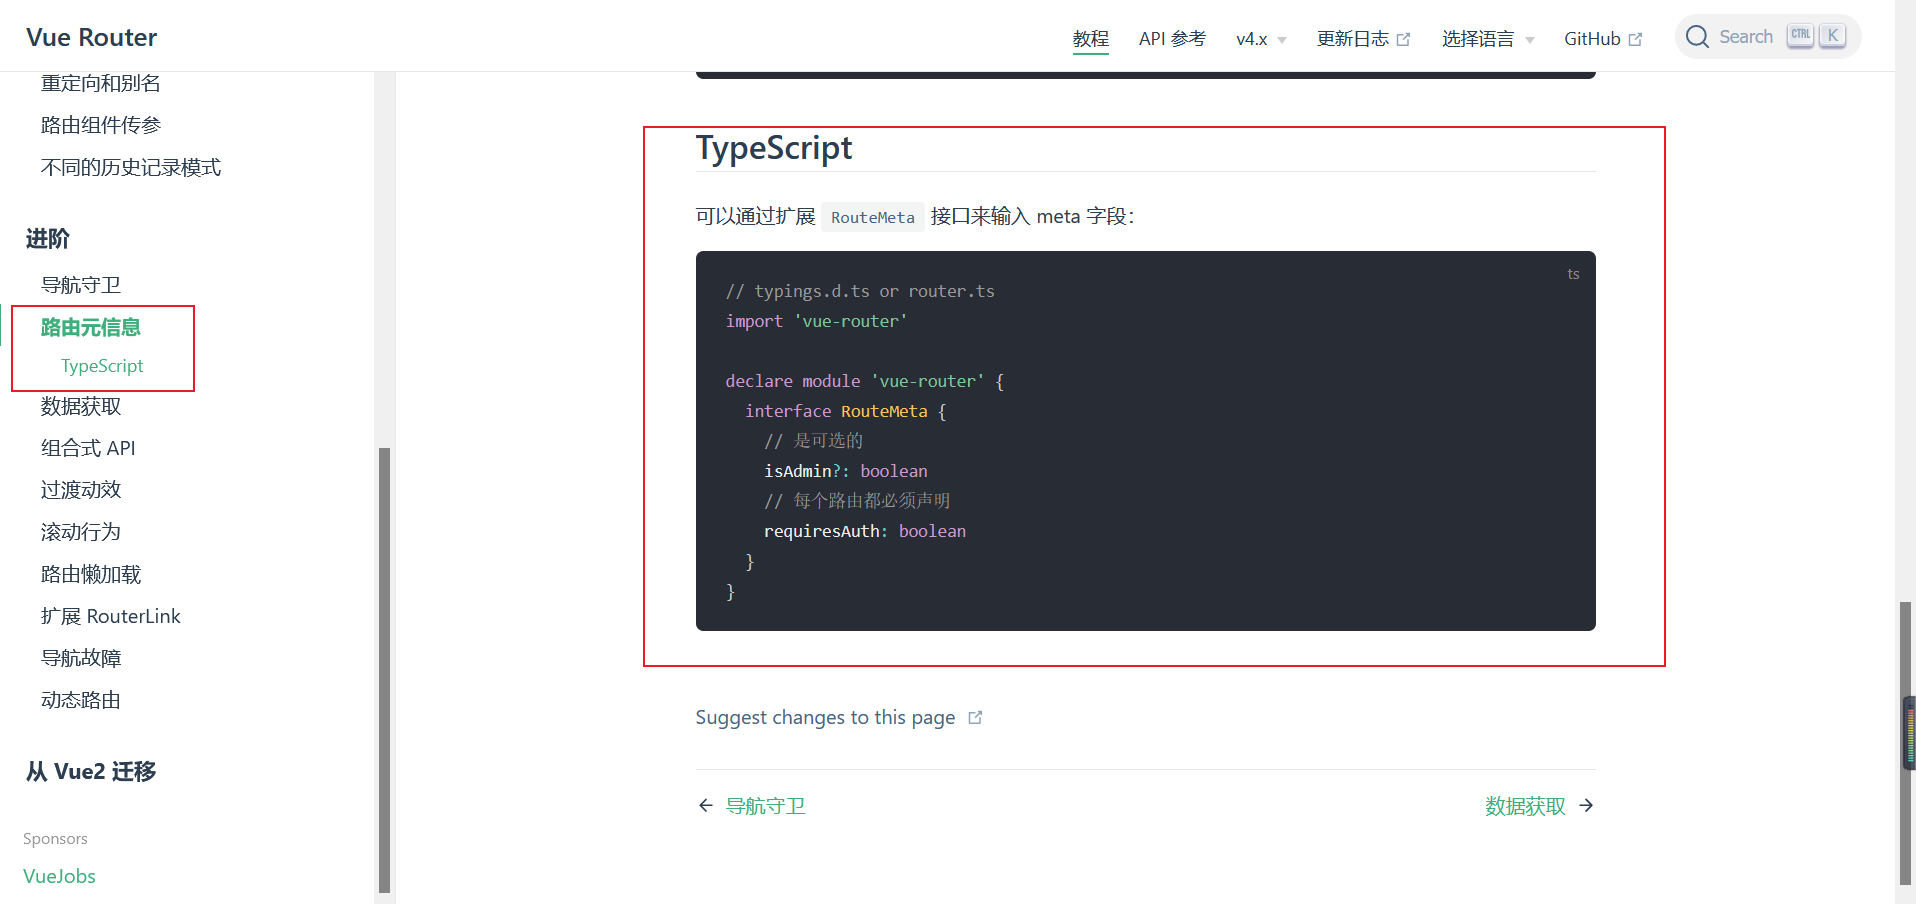 Vue Router
教程
API 参考
v4.x
更新日志
选择语言
GitHub
Search
CTRL
K
重定向和别名
路由组件传参
不同的历史记录模式
进阶
导航守卫
路由元信息
TypeScript
数据获取
组合式 API
过渡动效
滚动行为
路由懒加载
扩展 RouterLink
导航故障
动态路由
从 Vue2 迁移
Sponsors
VueJobs
TypeScript
可以通过扩展 RouteMeta 接口来输入 meta 字段：
ts
// typings.d.ts or router.ts
import 'vue-router'
declare module 'vue-router' {
interface RouteMeta {
// 是可选的
isAdmin?: boolean
// 每个路由都必须声明
requiresAuth: boolean
}
}
Suggest changes to this page
← 导航守卫
数据获取 →